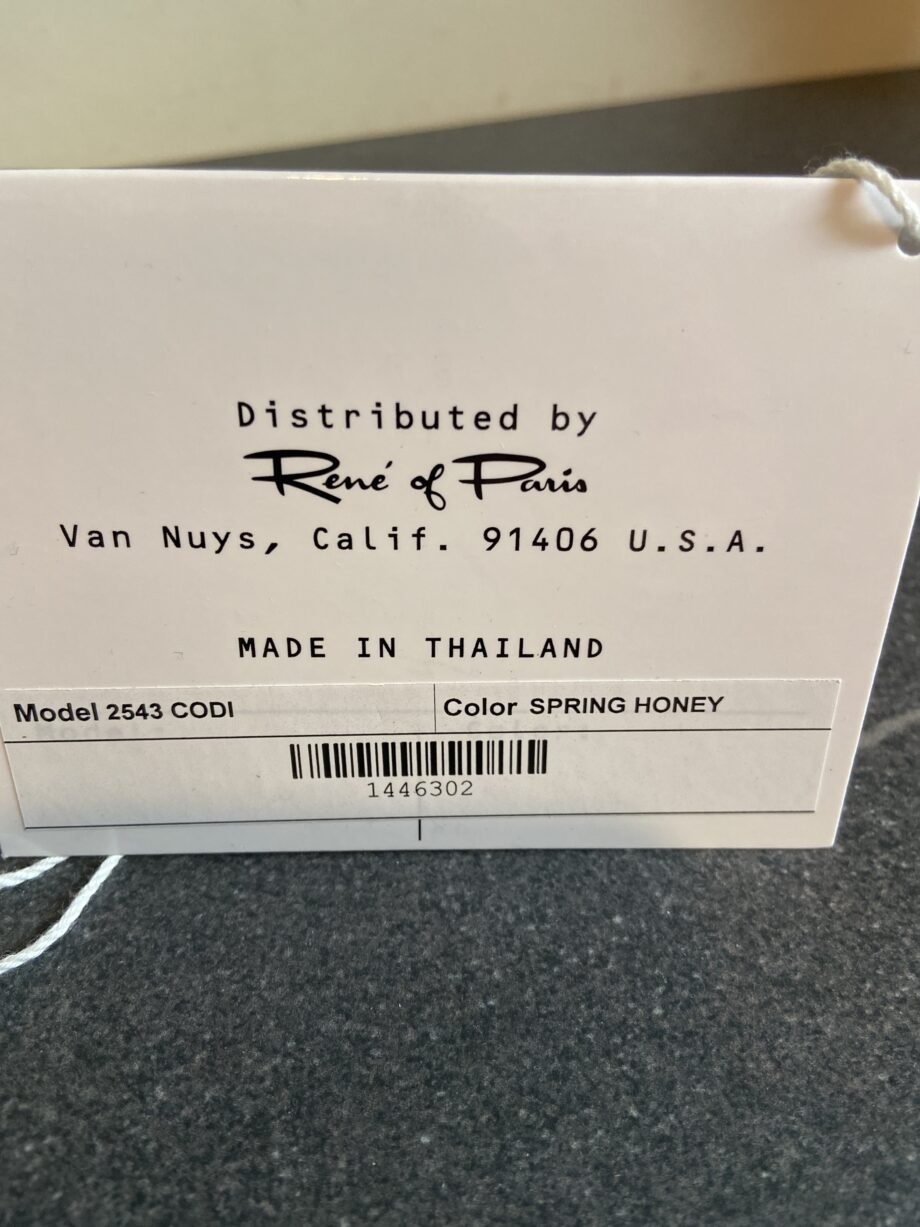 Distributed by
René of Paris
Van Nuys, Calif. 91406 U.S.A.
MADE IN THAILAND
Model 2543 CODI
Color SPRING HONEY
1446302